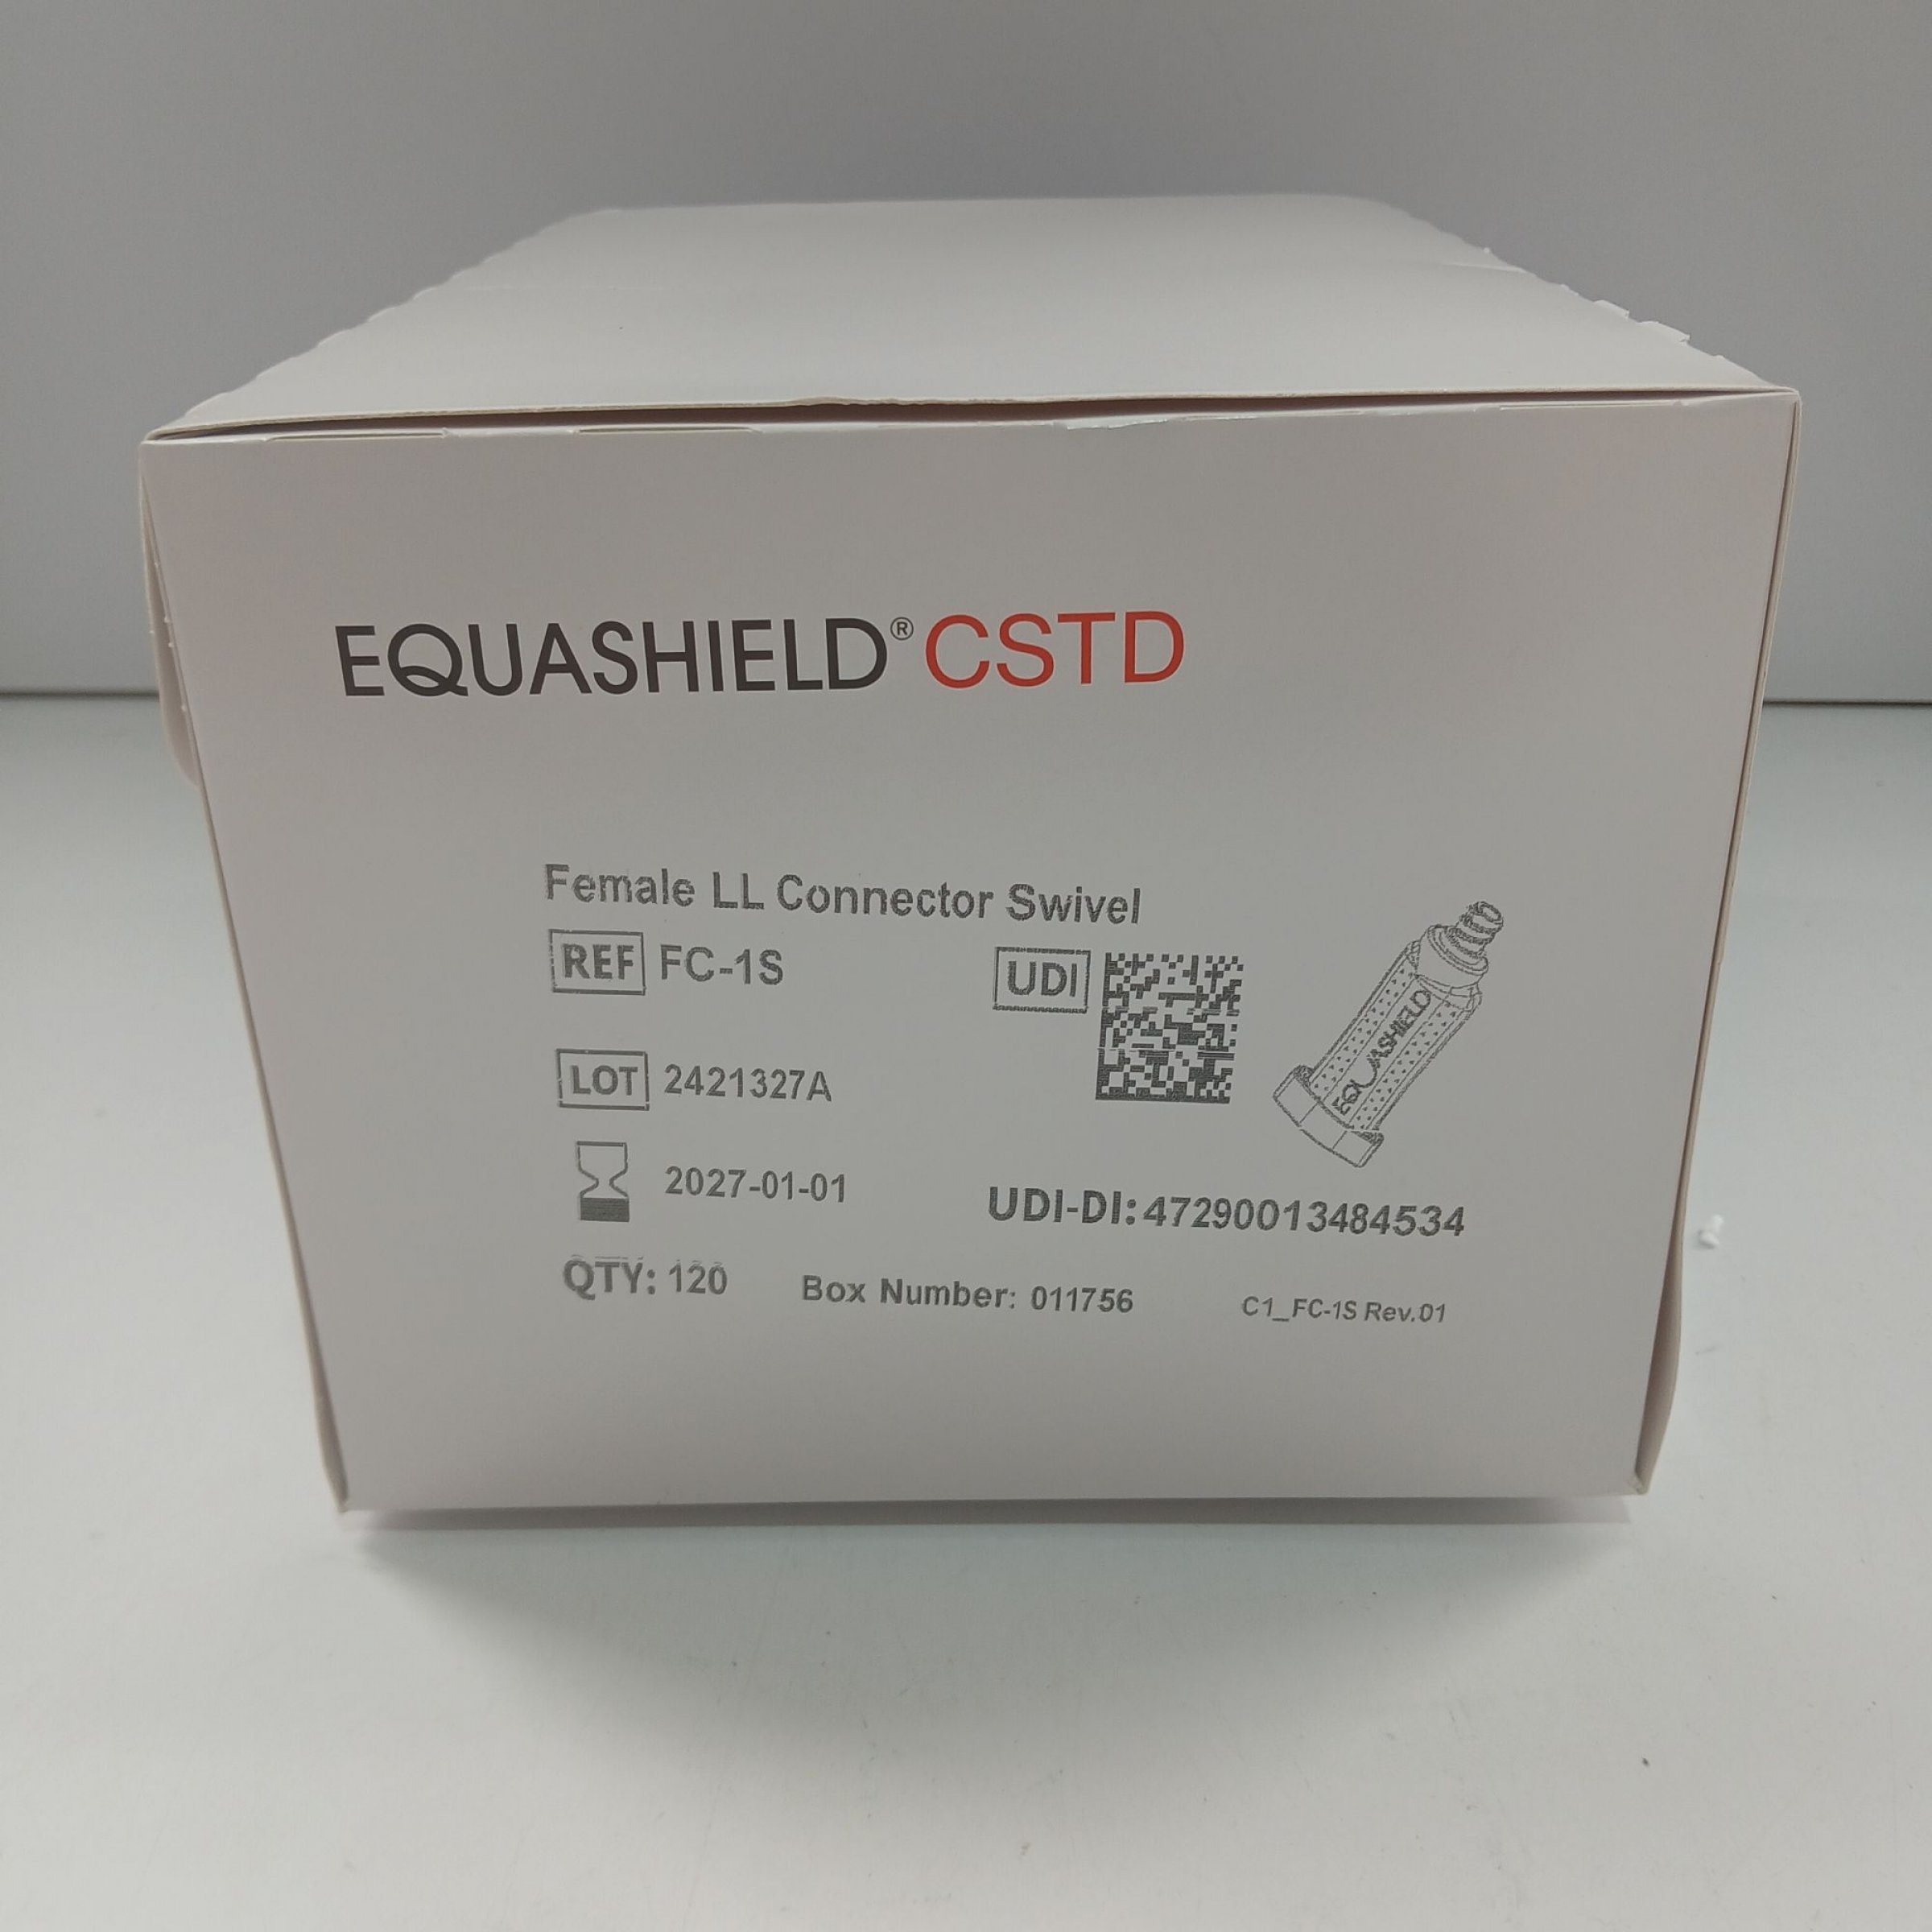 EQUASHIELD® CSTD
Female LL Connector Swivel
REF FC-1S
UDI
EQUASHIELD
LOT 2421327A
2027-01-01
UDI-DI: 47290013484534
QTY: 120
Box Number: 011756
C1_FC-1S Rev.01